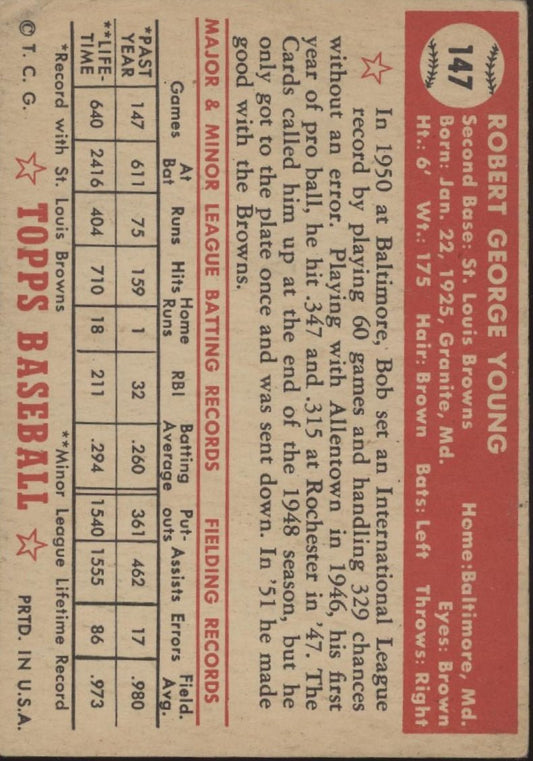 147
ROBERT GEORGE YOUNG
Second Base: St. Louis Browns Home: Baltimore, Md.
Born: Jan. 22, 1925, Granite, Md. Eyes: Brown
Ht.: 6' Wt.: 175 Hair: Brown Bats: Left Throws: Right
In 1950 at Baltimore, Bob set an International League
record by playing 60 games and handling 329 chances
without an error. Playing with Allentown in 1946, his first
year of pro ball, he hit .347 and .315 at Rochester in '47. The
Cards called him up at the end of the 1948 season, but he
only got to the plate once and was sent down. In '51 he made
good with the Browns.
MAJOR & MINOR LEAGUE BATTING RECORDS FIELDING RECORDS
Games At Bat Runs Hits Home Runs RBI Batting Average Put-outs Assists Errors Field. Avg.
*PAST YEAR 147 611 75 159 1 32 .260 361 462 17 .980
**LIFE-TIME 640 2416 404 710 18 211 .294 1540 1555 86 .973
*Record with St. Louis Browns **Minor League Lifetime Record
© T. C. G. TOPPS BASEBALL PRTD. IN U.S.A.